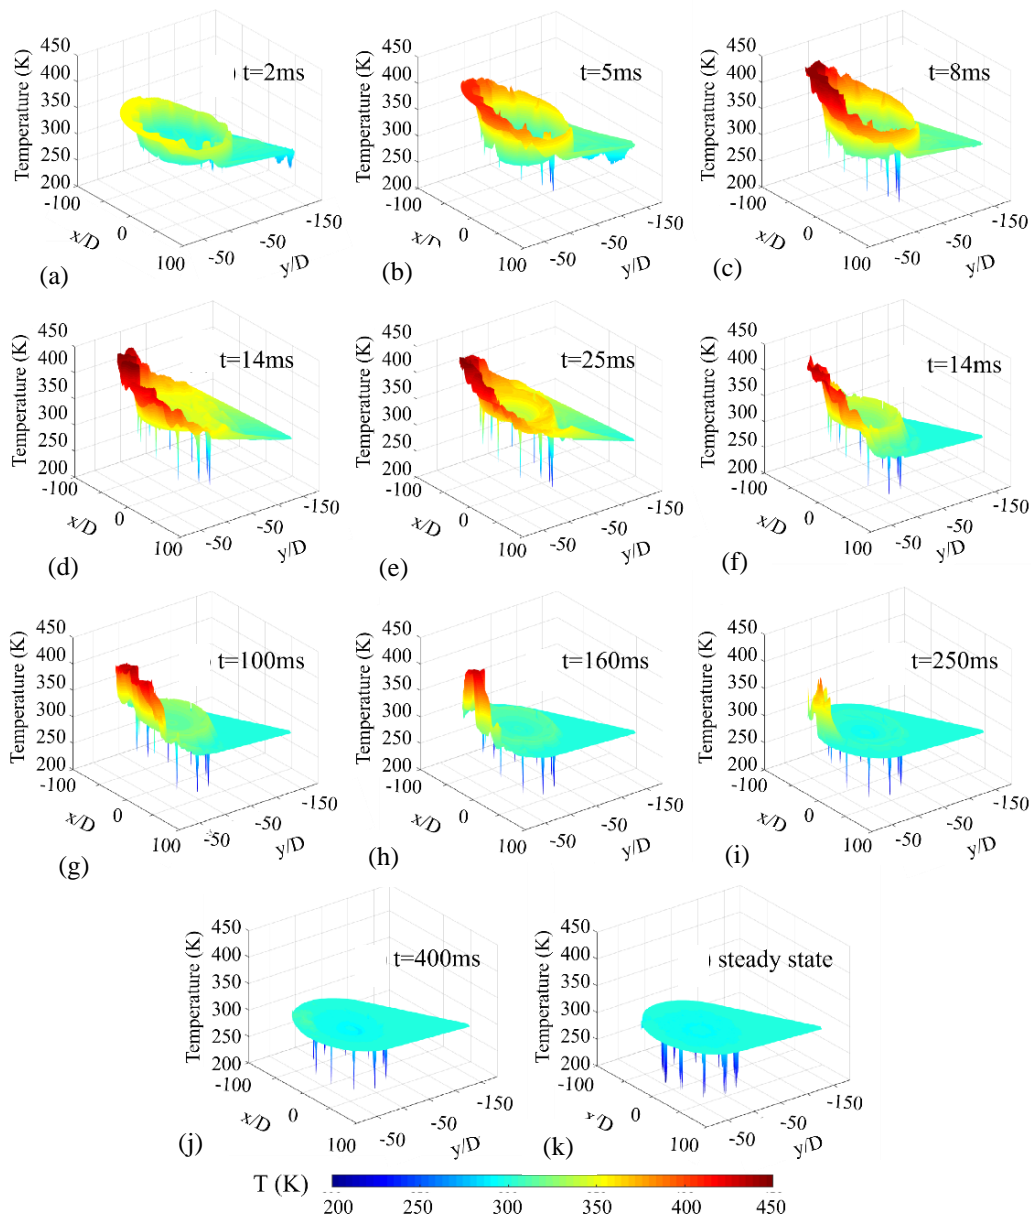 450
400
350
300
250
200
Temperature (K)
-100
0
100
x/D
-50
-50
-150
y/D
) t=2ms
(a)
450
400
350
300
250
200
Temperature (K)
-100
0
100
x/D
-50
-50
-150
y/D
t=5ms
(b)
450
400
350
300
250
200
Temperature (K)
-100
0
100
x/D
-50
-50
-150
y/D
t=8ms
(c)
450
400
350
300
250
200
Temperature (K)
-100
0
100
x/D
-50
-50
-150
y/D
t=14ms
(d)
450
400
350
300
250
200
Temperature (K)
-100
0
100
x/D
-50
-50
-150
y/D
t=25ms
(e)
450
400
350
300
250
200
Temperature (K)
-100
0
100
x/D
-50
-50
-150
y/D
t=14ms
(f)
450
400
350
300
250
200
Temperature (K)
-100
0
100
x/D
-50
-50
-150
y/D
) t=100ms
(g)
450
400
350
300
250
200
Temperature (K)
-100
0
100
x/D
-50
-50
-150
y/D
t=160ms
(h)
450
400
350
300
250
200
Temperature (K)
-100
0
100
x/D
-50
-50
-150
y/D
t=250ms
(i)
450
400
350
300
250
200
Temperature (K)
-100
0
100
x/D
-50
-50
-150
y/D
t=400ms
(j)
450
400
350
300
250
200
Temperature (K)
-100
0
100
x/D
-50
-50
-150
y/D
) steady state
(k)
T (K)
200 250 300 350 400 450